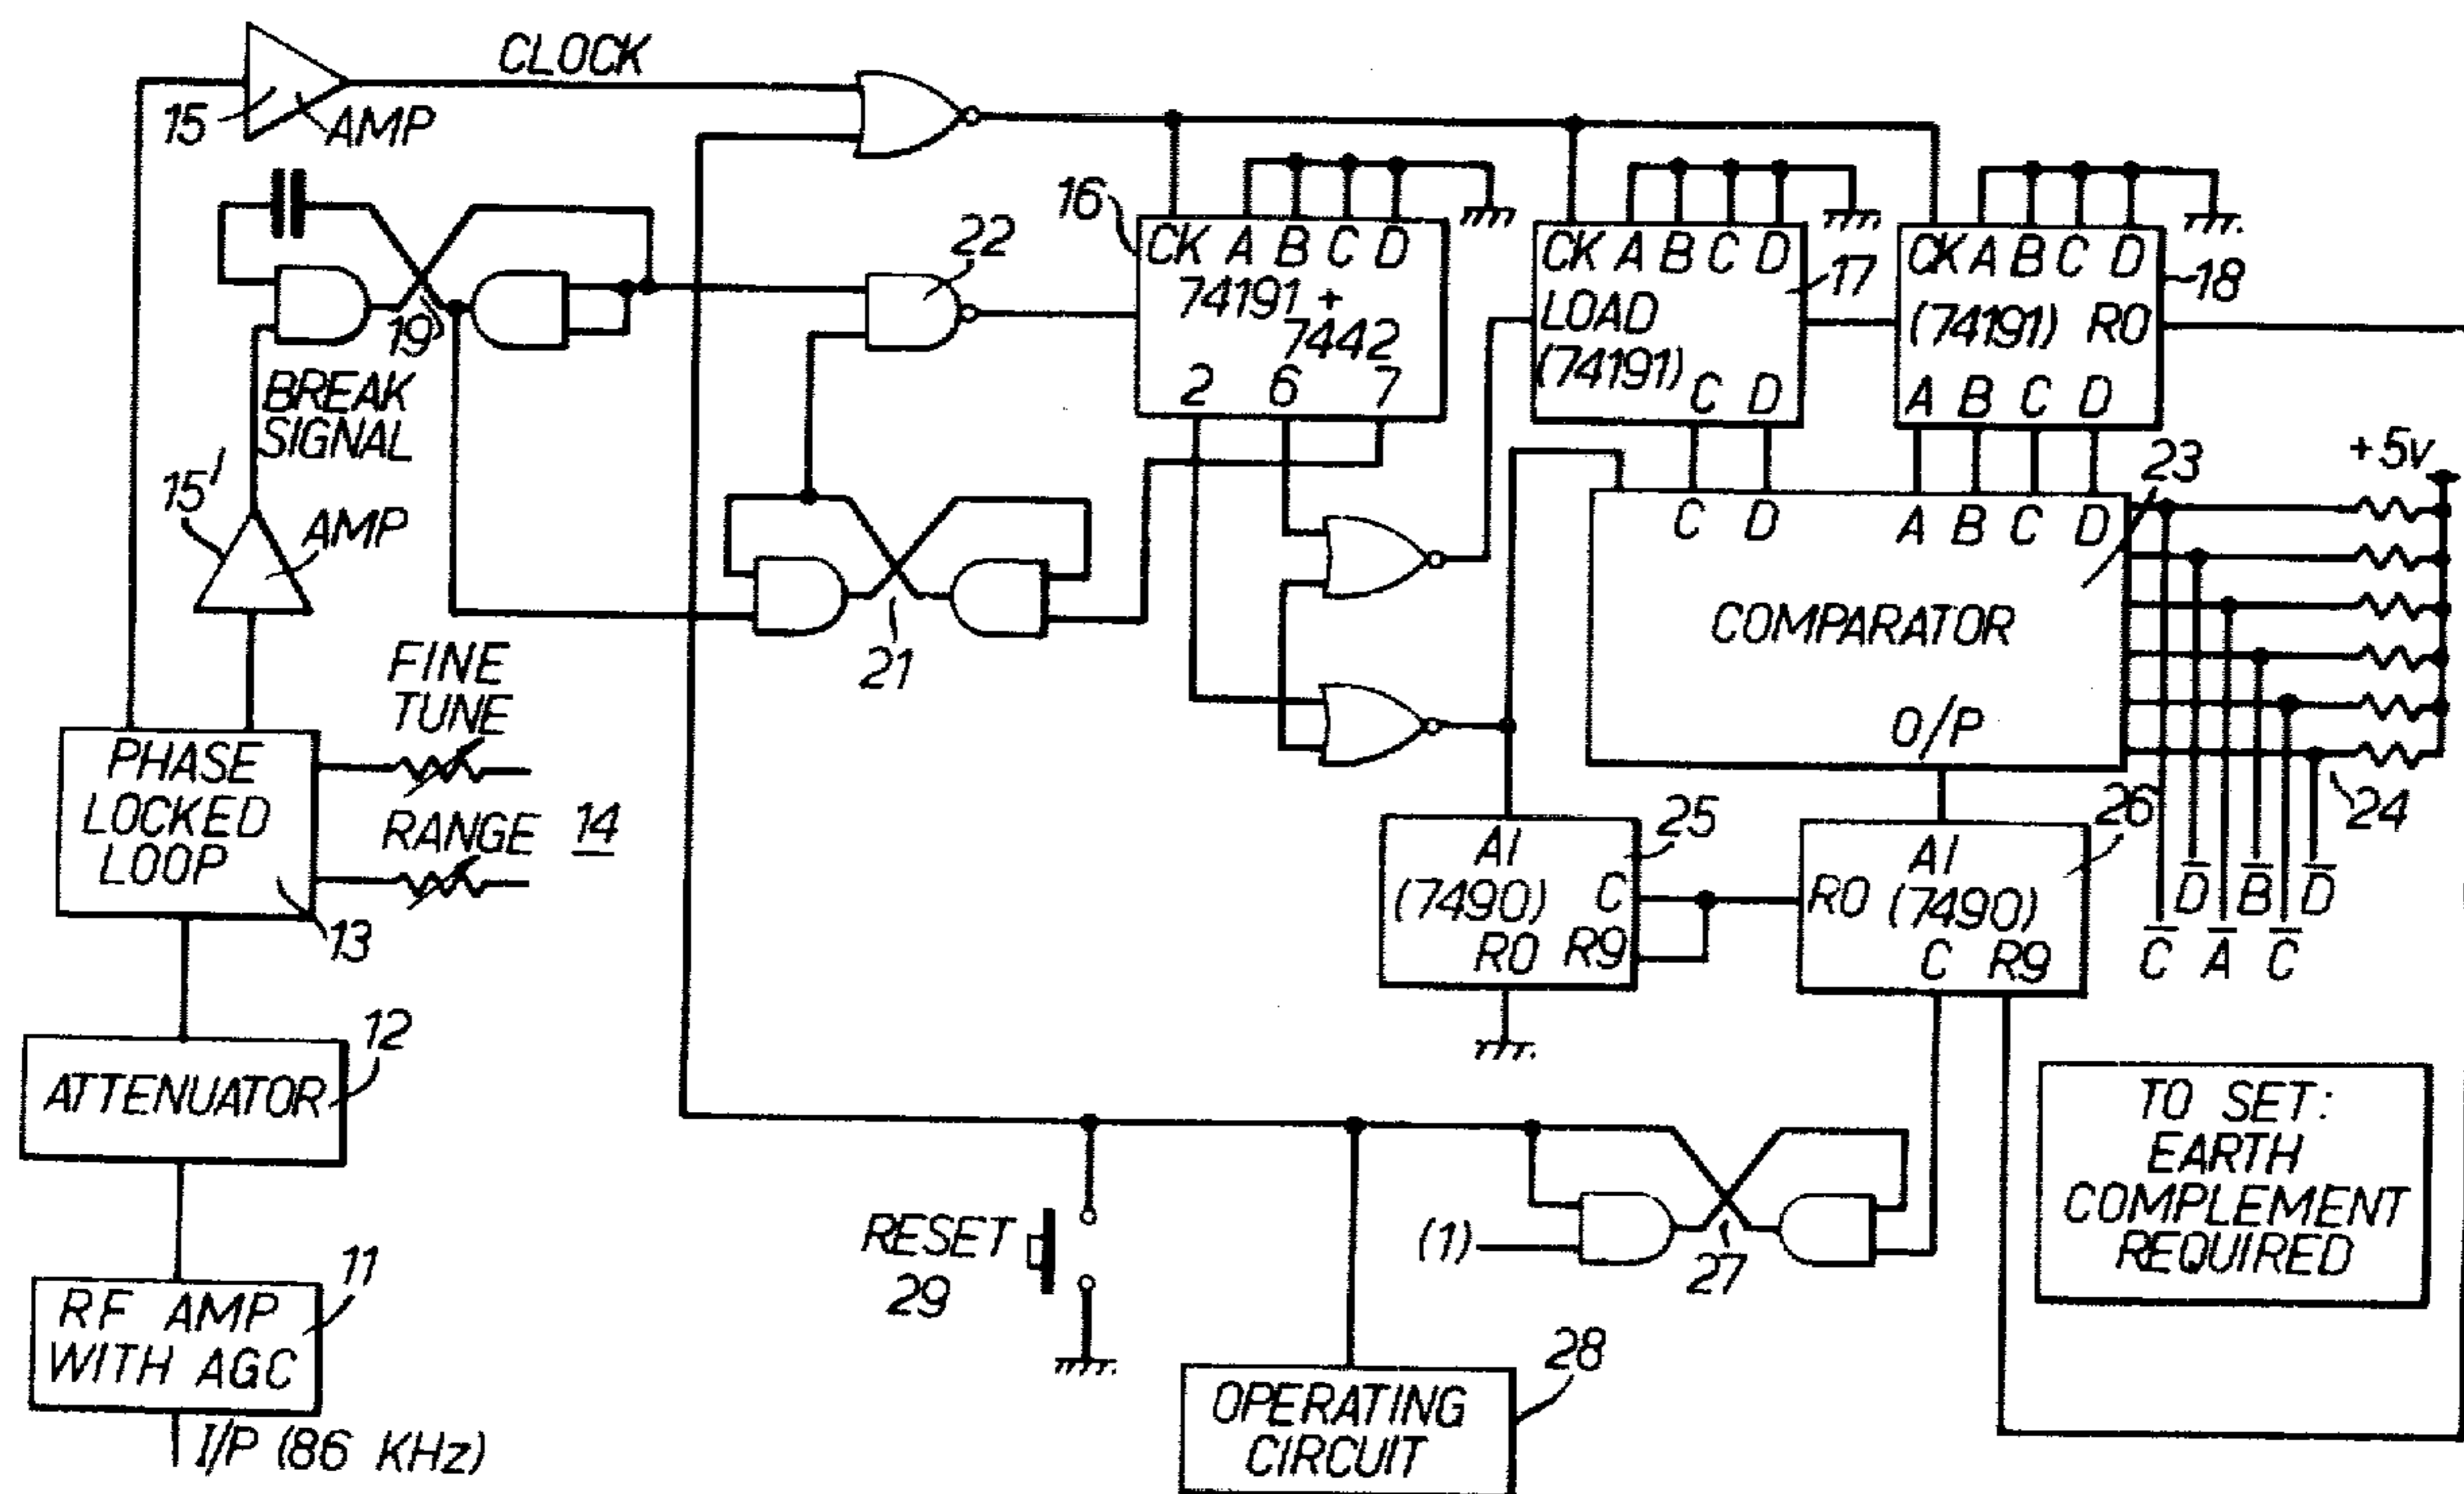 CLOCK
15
AMP
16
22
CK A B C D
74191 +
7442
2 6 7
CK A B C D
LOAD
(74191)
C D
17
CK A B C D
(74191) RO
A B C D
18
19
BREAK
SIGNAL
15'
AMP
21
+5v
23
C D A B C D
COMPARATOR
O/P
FINE
TUNE
RANGE 14
PHASE
LOCKED
LOOP
13
25
A1
(7490) C
RO R9
26
A1
RO (7490)
C R9
24
D̅ B̅ D̅
C̅ A̅ C̅
12
ATTENUATOR
11
RF AMP
WITH AGC
I/P (86 KHz)
RESET
29
(1)
27
28
OPERATING
CIRCUIT
TO SET:
EARTH
COMPLEMENT
REQUIRED